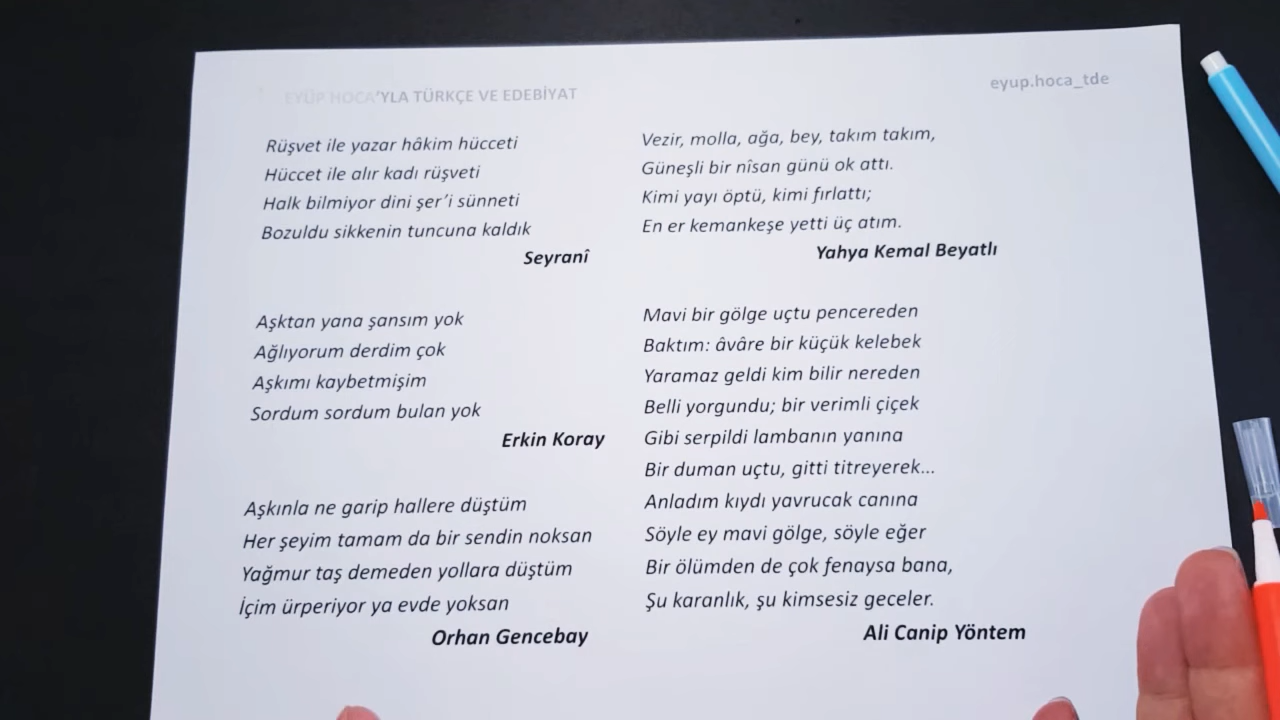 EYÜP HOCA'YLA TÜRKÇE VE EDEBİYAT
eyup.hoca_tde
Rüşvet ile yazar hâkim hücceti
Hüccet ile alır kadı rüşveti
Halk bilmiyor dini şer'i sünneti
Bozuldu sikkenin tuncuna kaldık
Seyranî
Aşktan yana şansım yok
Ağlıyorum derdim çok
Aşkımı kaybetmişim
Sordum sordum bulan yok
Erkin Koray
Aşkınla ne garip hallere düştüm
Her şeyim tamam da bir sendin noksan
Yağmur taş demeden yollara düştüm
İçim ürperiyor ya evde yoksan
Orhan Gencebay
Vezir, molla, ağa, bey, takım takım,
Güneşli bir nîsan günü ok attı.
Kimi yayı öptü, kimi fırlattı;
En er kemankeşe yetti üç atım.
Yahya Kemal Beyatlı
Mavi bir gölge uçtu pencereden
Baktım: âvâre bir küçük kelebek
Yaramaz geldi kim bilir nereden
Belli yorgundu; bir verimli çiçek
Gibi serpildi lambanın yanına
Bir duman uçtu, gitti titreyerek...
Anladım kıydı yavrucak canına
Söyle ey mavi gölge, söyle eğer
Bir ölümden de çok fenaysa bana,
Şu karanlık, şu kimsesiz geceler.
Ali Canip Yöntem